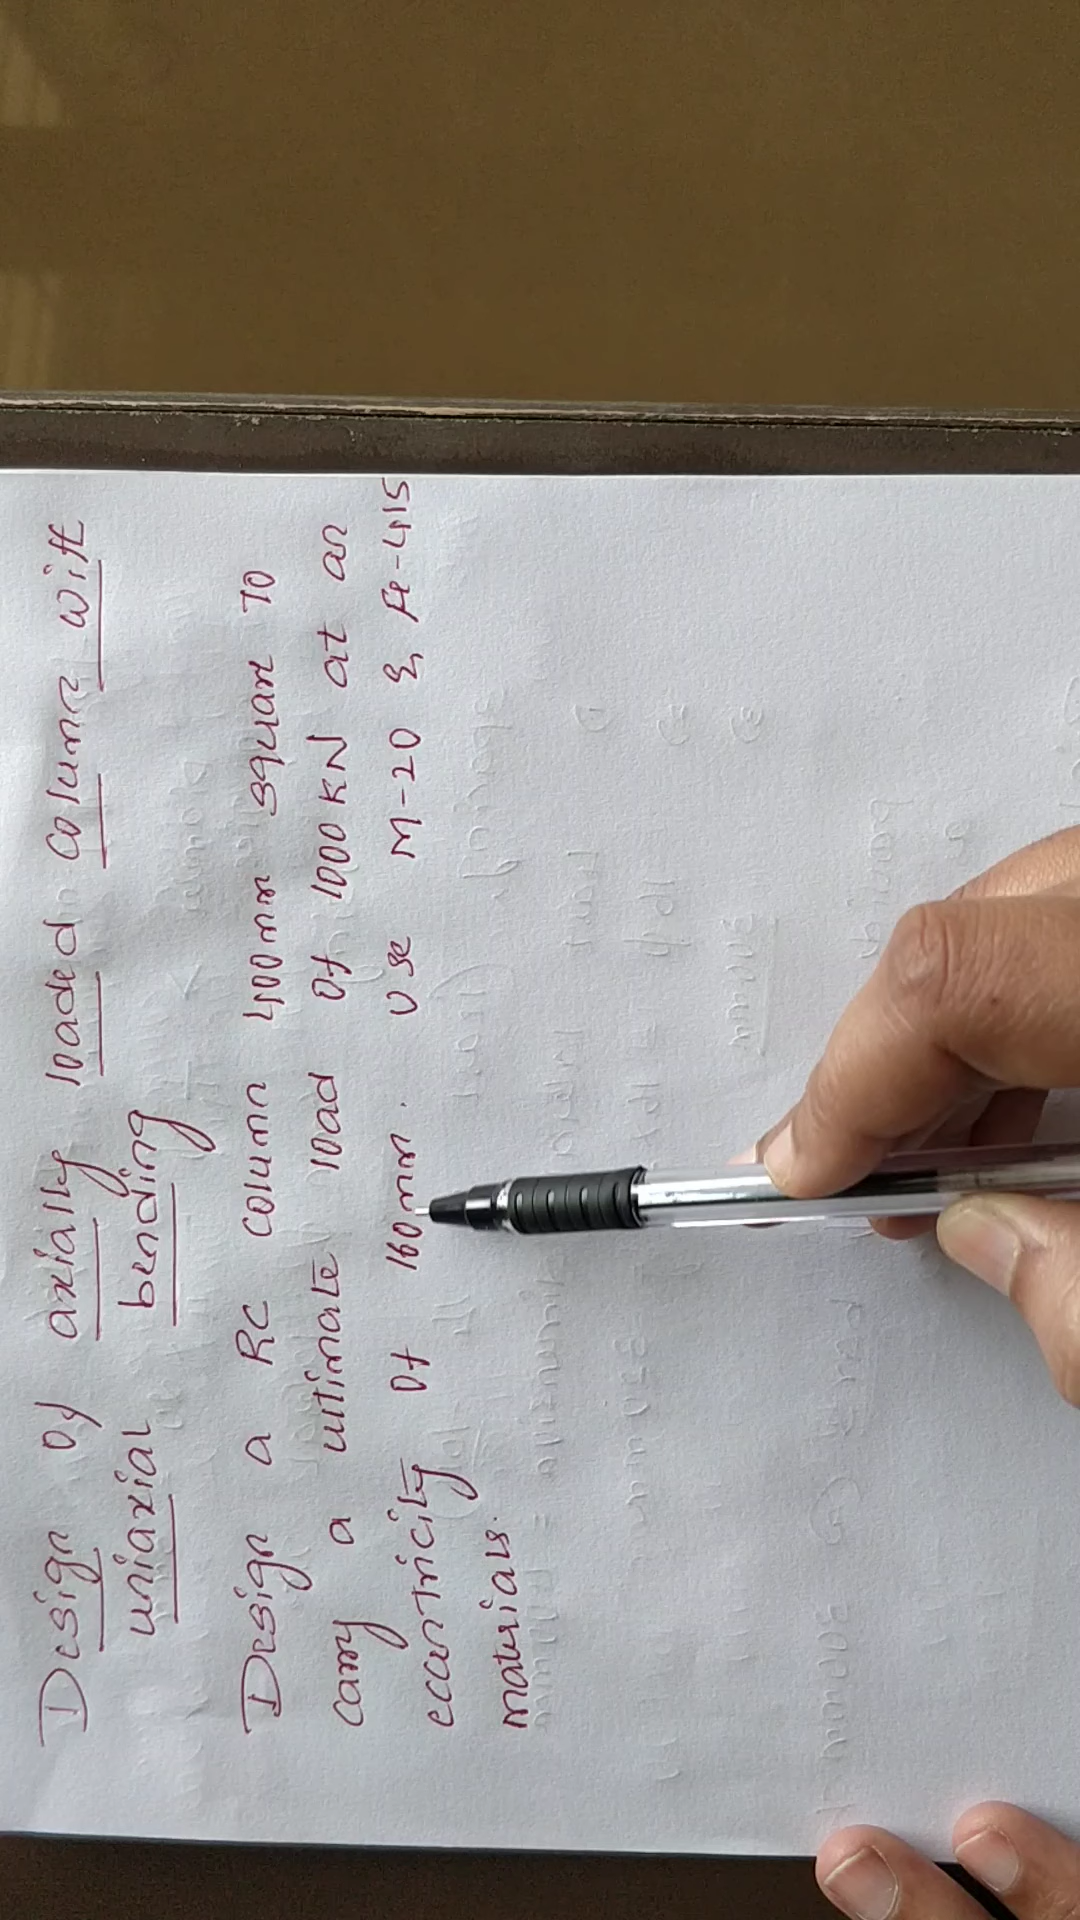 Design of axially loaded column with
uniaxial bending
Design a RC column 400mm square to
carry a ultimate load of 1000 kN at an
eccentricity of 160mm. Use M-20 & Fe-415
materials.